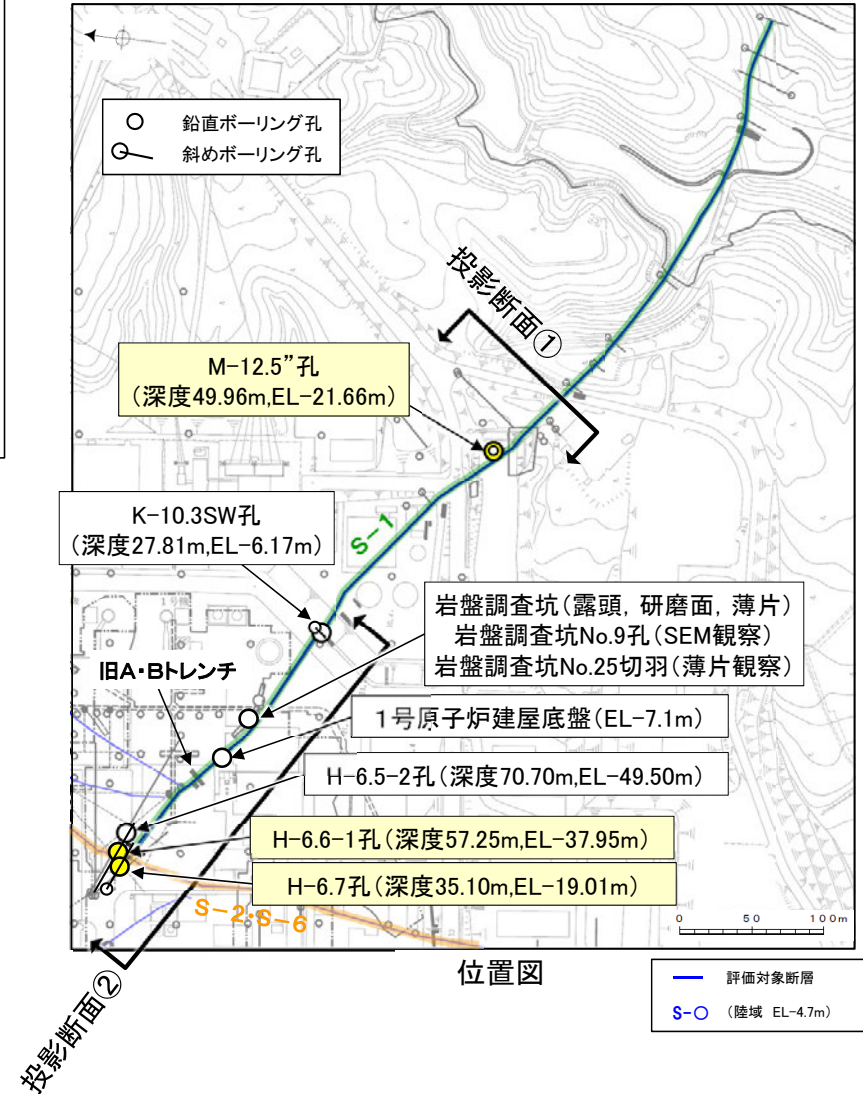 鉛直ボーリング孔
斜めボーリング孔
投影断面①
M-12.5”孔
(深度49.96m,EL-21.66m)
K-10.3SW孔
(深度27.81m,EL-6.17m)
S-1
岩盤調査坑(露頭, 研磨面, 薄片)
岩盤調査坑No.9孔(SEM観察)
岩盤調査坑No.25切羽(薄片観察)
1号機
旧A・Bトレンチ
1号原子炉建屋底盤(EL-7.1m)
H-6.5-2孔(深度70.70m,EL-49.50m)
H-6.6-1孔(深度57.25m,EL-37.95m)
H-6.7孔(深度35.10m,EL-19.01m)
S-2・S-6
0 50 100m
投影断面②
位置図
評価対象断層
S-○ (陸域 EL-4.7m)